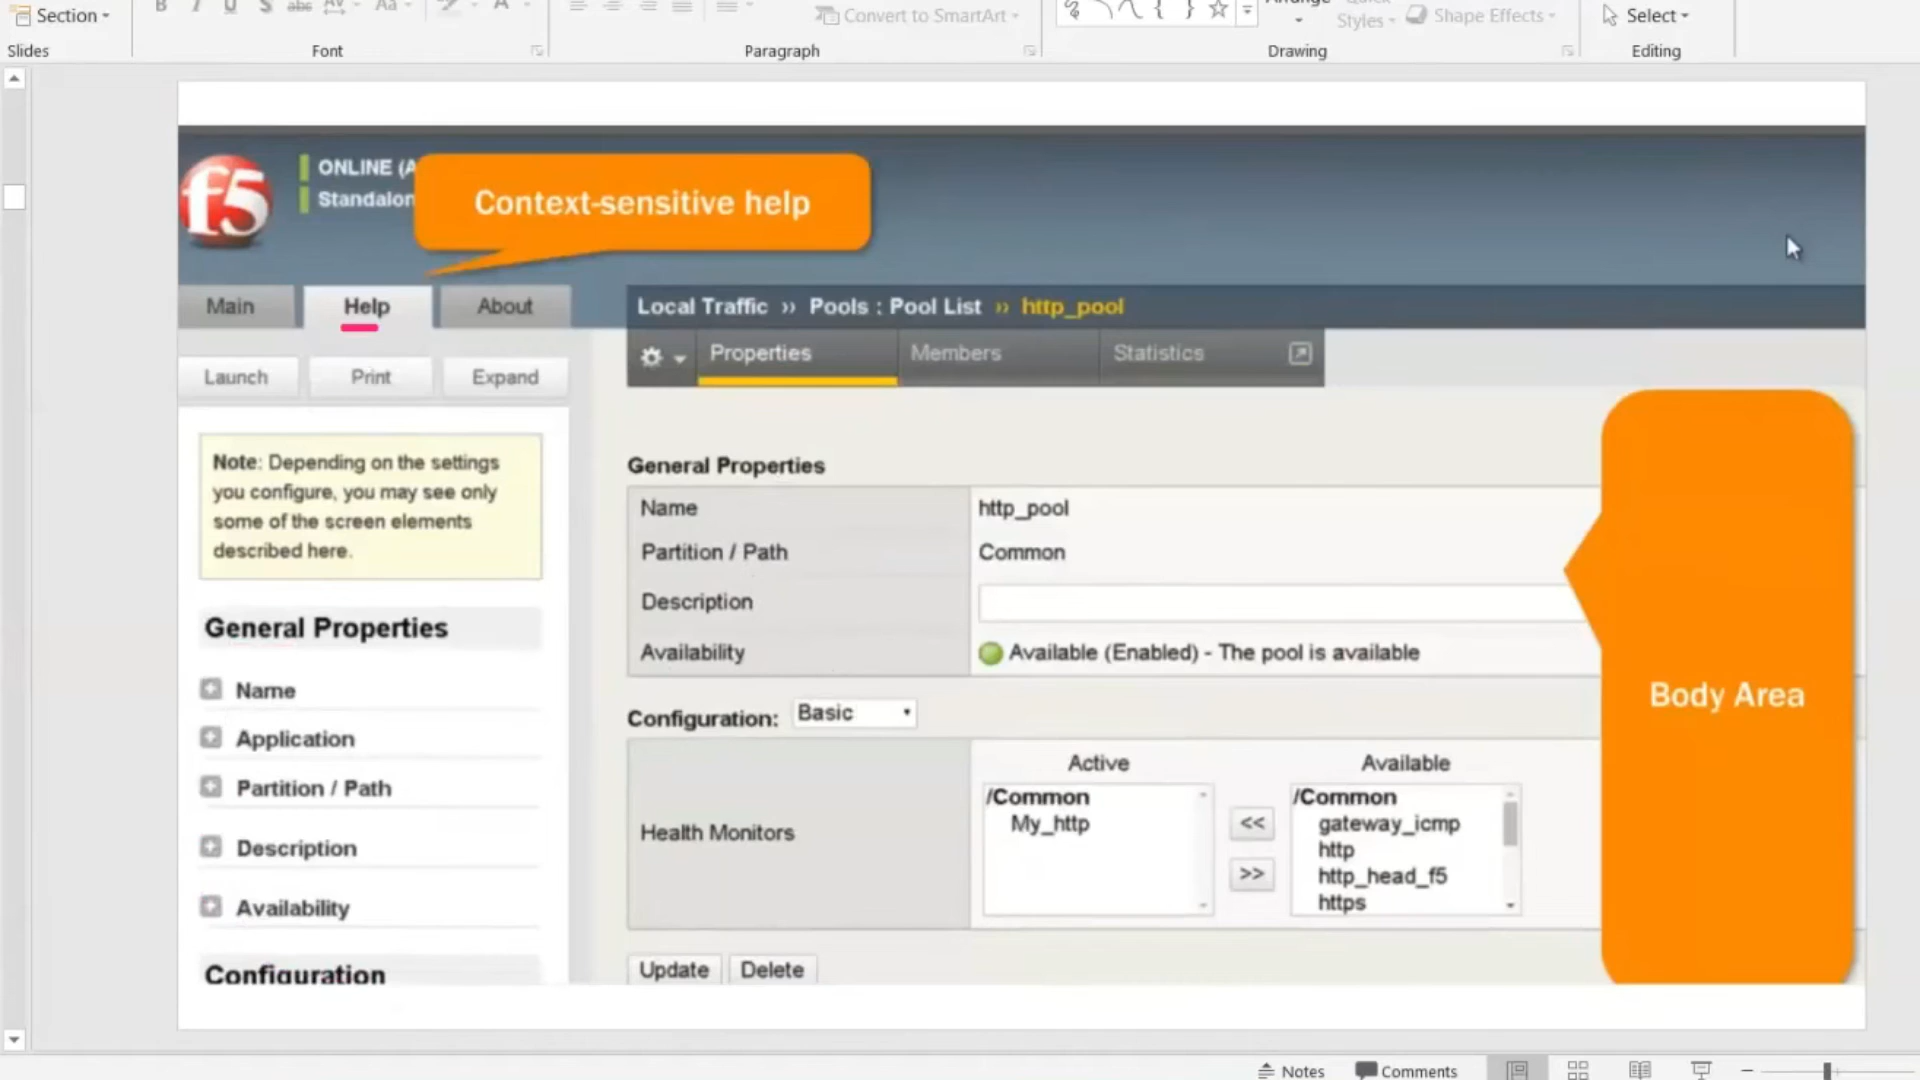 Section
Convert to SmartArt
Styles
Shape Effects
Select
Slides
Font
Paragraph
Drawing
Editing
f5
ONLINE (A
Standalon
Context-sensitive help
Main
Help
About
Local Traffic ›› Pools : Pool List ›› http_pool
Properties
Members
Statistics
Launch
Print
Expand
Note: Depending on the settings
you configure, you may see only
some of the screen elements
described here.
General Properties
Name
Application
Partition / Path
Description
Availability
Configuration
General Properties
Name
http_pool
Partition / Path
Common
Description
Availability
Available (Enabled) - The pool is available
Configuration: Basic
Active
Available
Health Monitors
/Common
My_http
<<
>>
/Common
gateway_icmp
http
http_head_f5
https
Update
Delete
Body Area
Notes
Comments